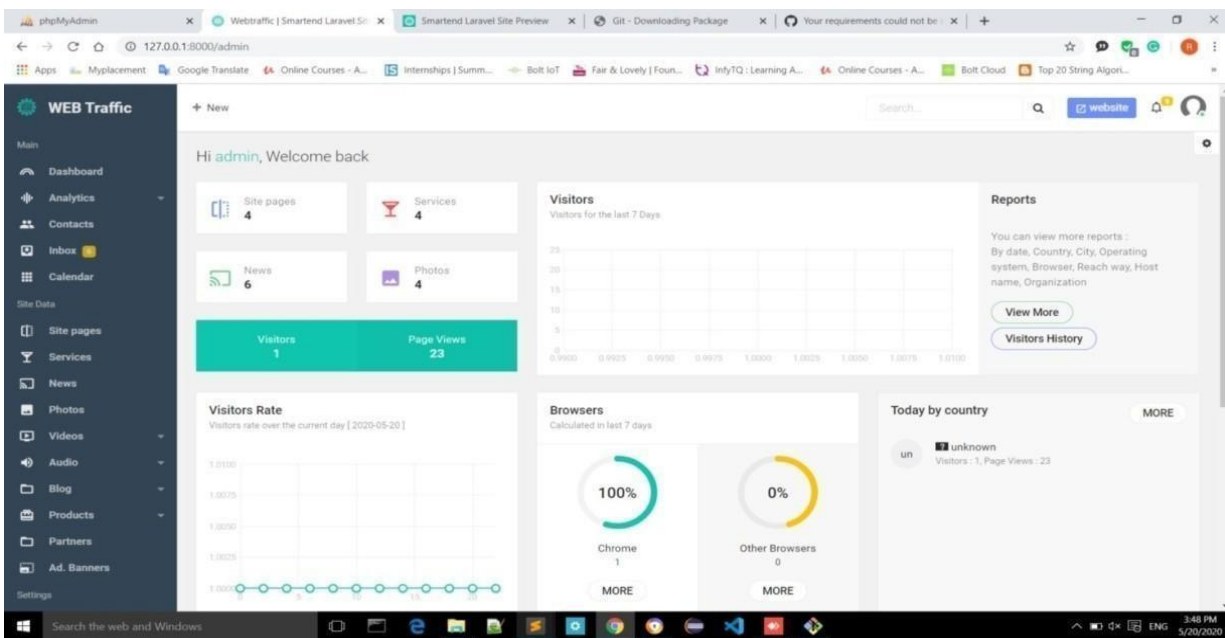 phpMyAdmin
Webtraffic | Smartend Laravel Si
Smartend Laravel Site Preview
Git - Downloading Package
Your requirements could not be
127.0.0.1:8000/admin
Apps
Myplacement
Google Translate
Online Courses - A...
Internships | Summ...
Bolt IoT
Fair & Lovely | Foun...
InfyTQ : Learning A...
Online Courses - A...
Bolt Cloud
Top 20 String Algori...
WEB Traffic
+ New
Search...
website
Main
Dashboard
Analytics
Contacts
Inbox
Calendar
Site Data
Site pages
Services
News
Photos
Videos
Audio
Blog
Products
Partners
Ad. Banners
Settings
Hi admin, Welcome back
Site pages
4
Services
4
News
6
Photos
4
Visitors
1
Page Views
23
Visitors
Visitors for the last 7 Days
25
20
15
10
5
0
0.9900 0.9925 0.9950 0.9975 1.0000 1.0025 1.0050 1.0075 1.0100
Reports
You can view more reports :
By date, Country, City, Operating
system, Browser, Reach way, Host
name, Organization
View More
Visitors History
Visitors Rate
Visitors rate over the current day [ 2020-05-20 ]
1.0100
1.0075
1.0050
1.0025
1.0000
0 5 10 15 20
Browsers
Calculated in last 7 days
100%
Chrome
1
MORE
0%
Other Browsers
0
MORE
Today by country
MORE
un
unknown
Visitors : 1, Page Views : 23
Search the web and Windows
ENG
3:48 PM
5/20/2020